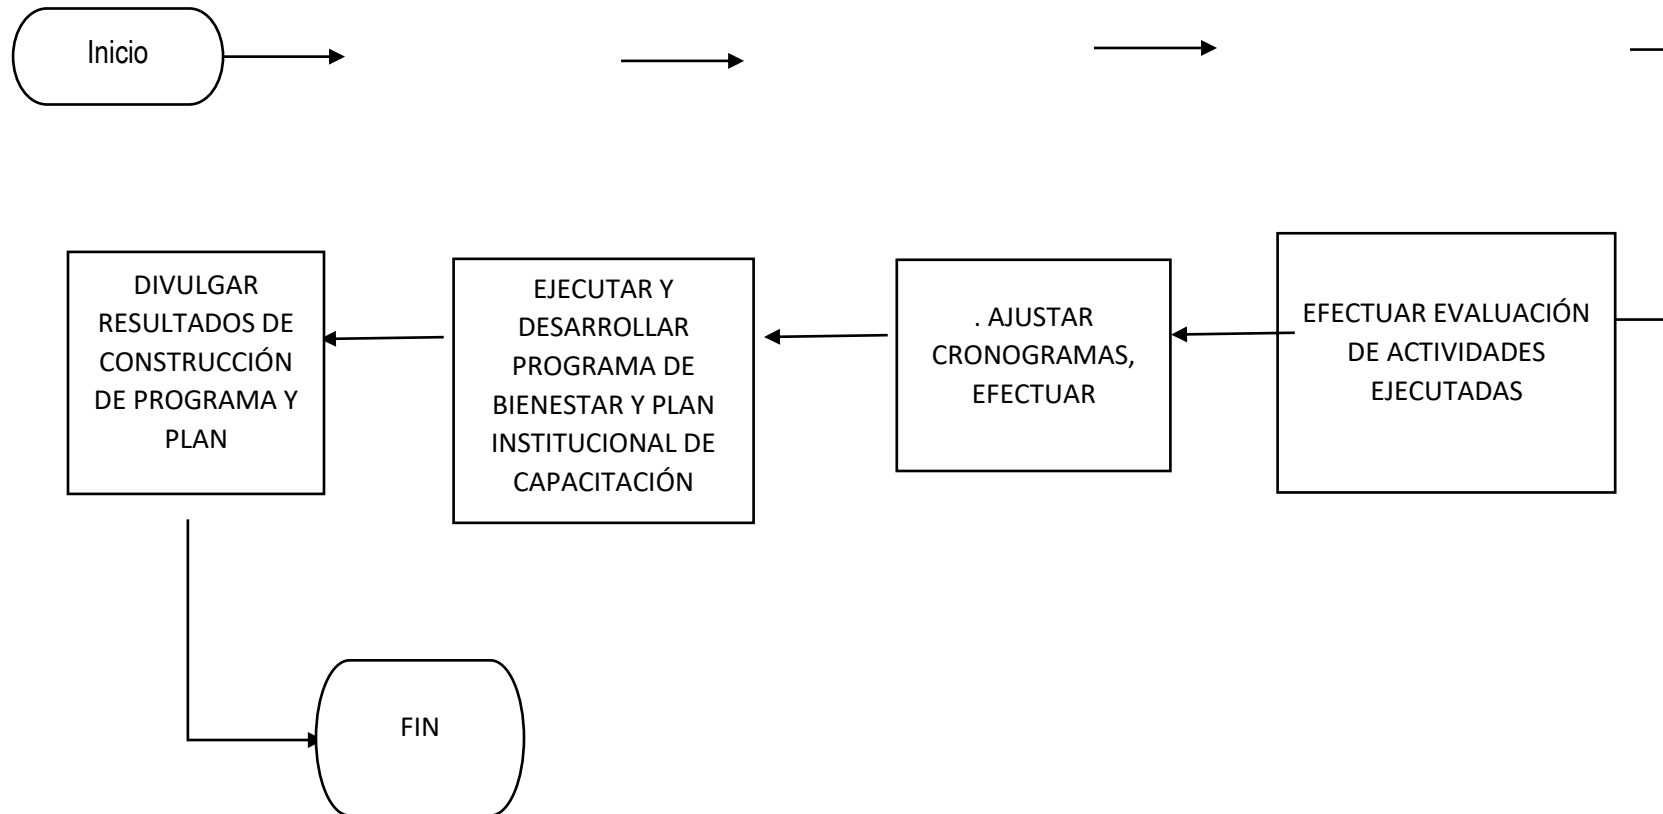 Inicio
DIVULGAR
RESULTADOS DE
CONSTRUCCIÓN
DE PROGRAMA Y
PLAN
EJECUTAR Y
DESARROLLAR
PROGRAMA DE
BIENESTAR Y PLAN
INSTITUCIONAL DE
CAPACITACIÓN
. AJUSTAR
CRONOGRAMAS,
EFECTUAR
EFECTUAR EVALUACIÓN
DE ACTIVIDADES
EJECUTADAS
FIN